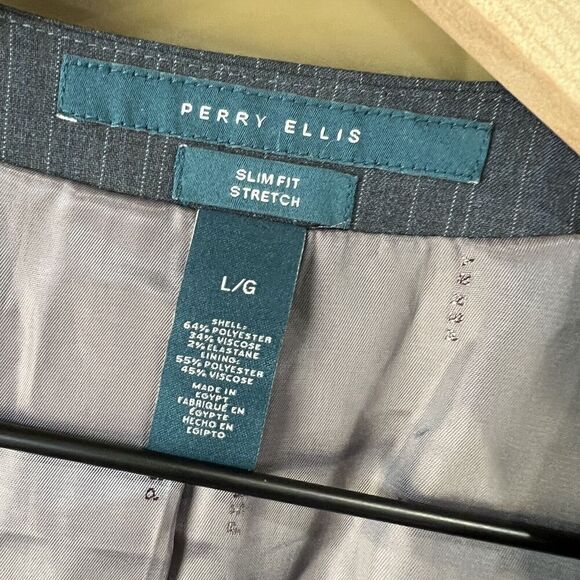 PERRY ELLIS
SLIM FIT
STRETCH
L/G
SHELL:
64% POLYESTER
34% VISCOSE
2% ELASTANE
LINING:
55% POLYESTER
45% VISCOSE
MADE IN
EGYPT
FABRIQUÉ EN
EGYPTE
HECHO EN
EGIPTO